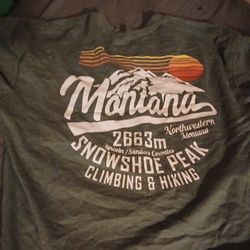 Montana
Northwestern
Montana
2663m
Lincoln/Sanders Counties
SNOWSHOE PEAK
CLIMBING & HIKING